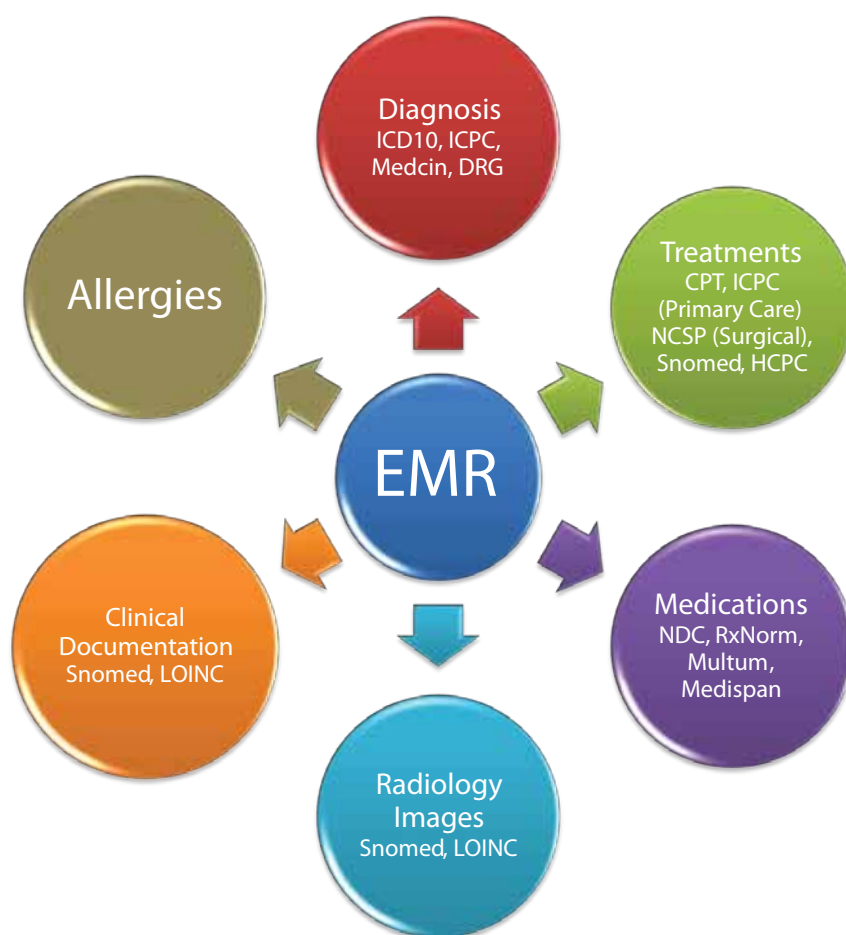 Diagnosis
ICD10, ICPC,
Medcin, DRG
Treatments
CPT, ICPC
(Primary Care)
NCSP (Surgical),
Snomed, HCPC
Allergies
EMR
Clinical
Documentation
Snomed, LOINC
Medications
NDC, RxNorm,
Multum,
Medispan
Radiology
Images
Snomed, LOINC